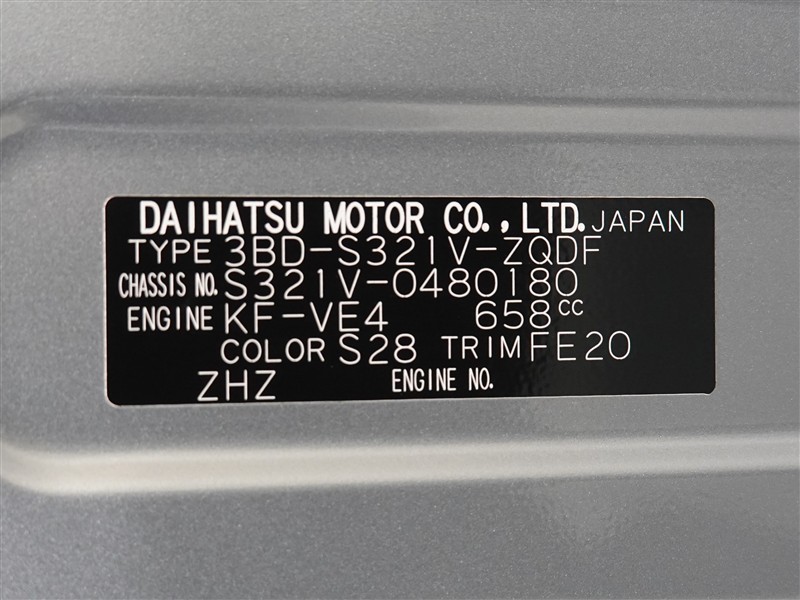 DAIHATSU MOTOR CO.,LTD. JAPAN
TYPE 3BD-S321V-ZQDF
CHASSIS NO. S321V-0480180
ENGINE KF-VE4 658cc
COLOR S28 TRIM FE20
ZHZ ENGINE NO.